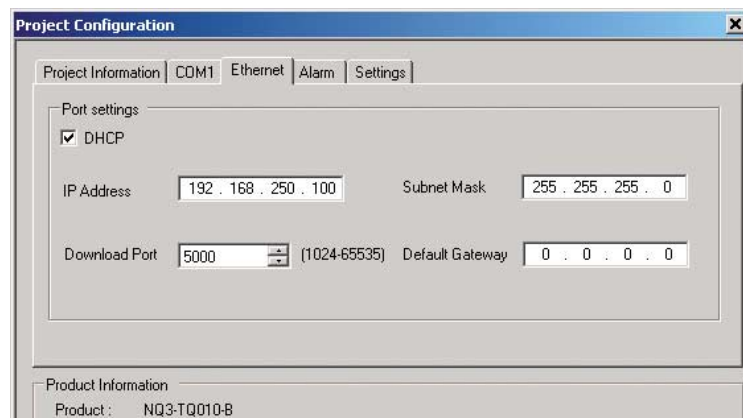 Project Configuration
Project Information COM1 Ethernet Alarm Settings
Port settings
DHCP
IP Address 192 . 168 . 250 . 100 Subnet Mask 255 . 255 . 255 . 0
Download Port 5000 (1024-65535) Default Gateway 0 . 0 . 0 . 0
Product Information
Product : NQ3-TQ010-B